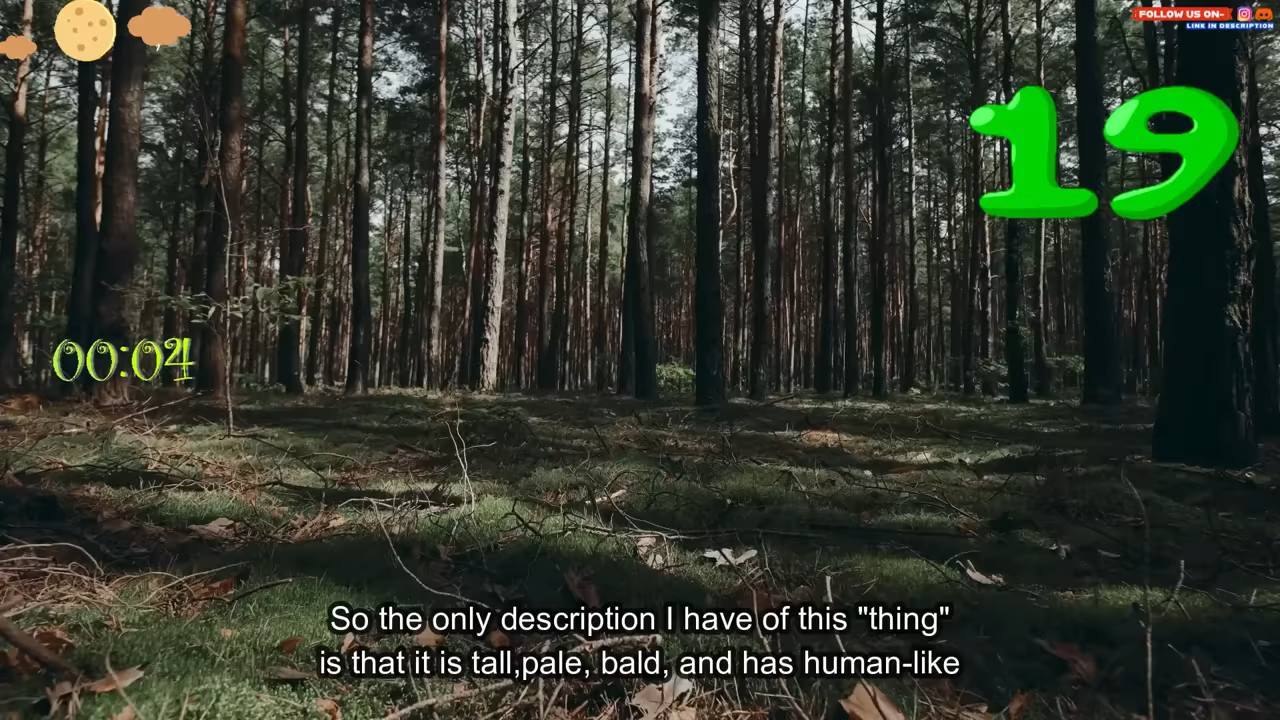 FOLLOW US ON-
LINK IN DESCRIPTION
19
00:04
So the only description I have of this "thing"
is that it is tall,pale, bald, and has human-like